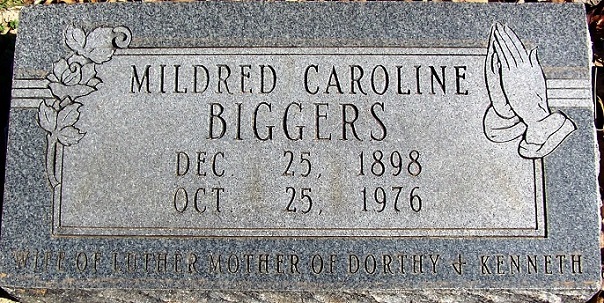 MILDRED CAROLINE
BIGGERS
DEC. 25, 1898
OCT. 25, 1976
WIFE OF LUTHER MOTHER OF DORTHY & KENNETH